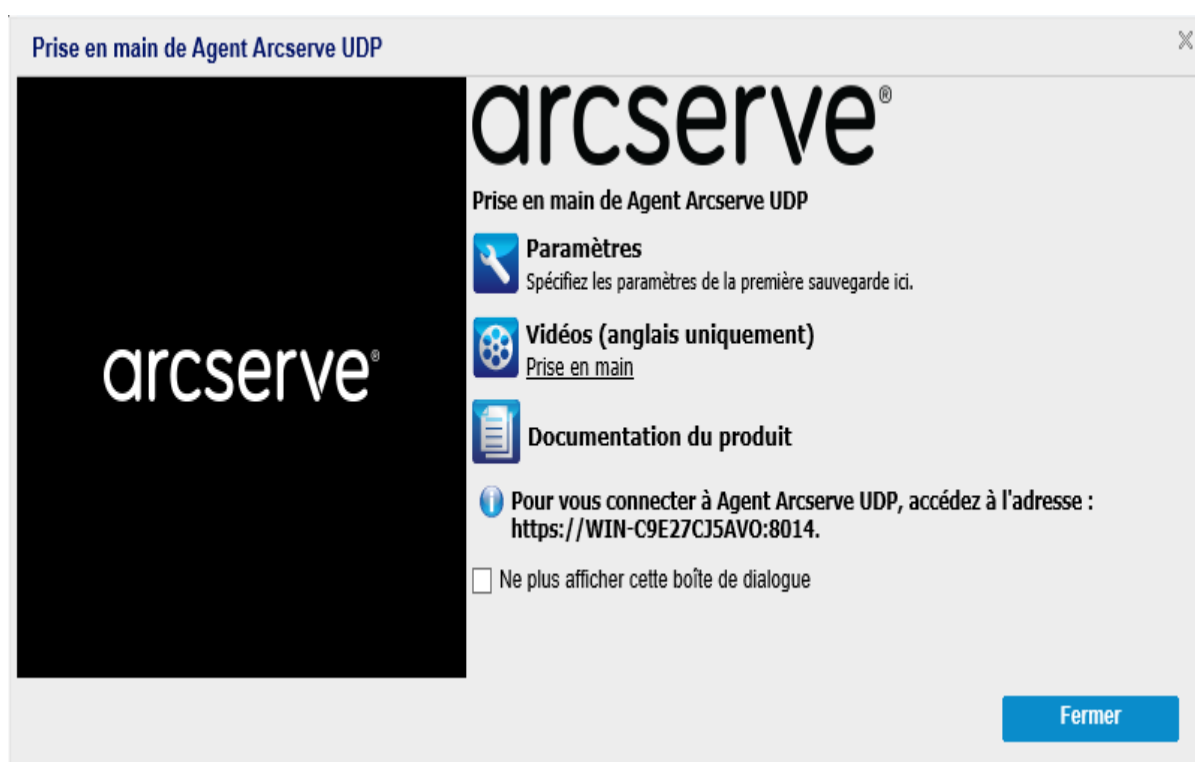 Prise en main de Agent Arcserve UDP
arcserve®
arcserve®
Prise en main de Agent Arcserve UDP
Paramètres
Spécifiez les paramètres de la première sauvegarde ici.
Vidéos (anglais uniquement)
Prise en main
Documentation du produit
Pour vous connecter à Agent Arcserve UDP, accédez à l'adresse :
https://WIN-C9E27CJ5AVO:8014.
Ne plus afficher cette boîte de dialogue
Fermer